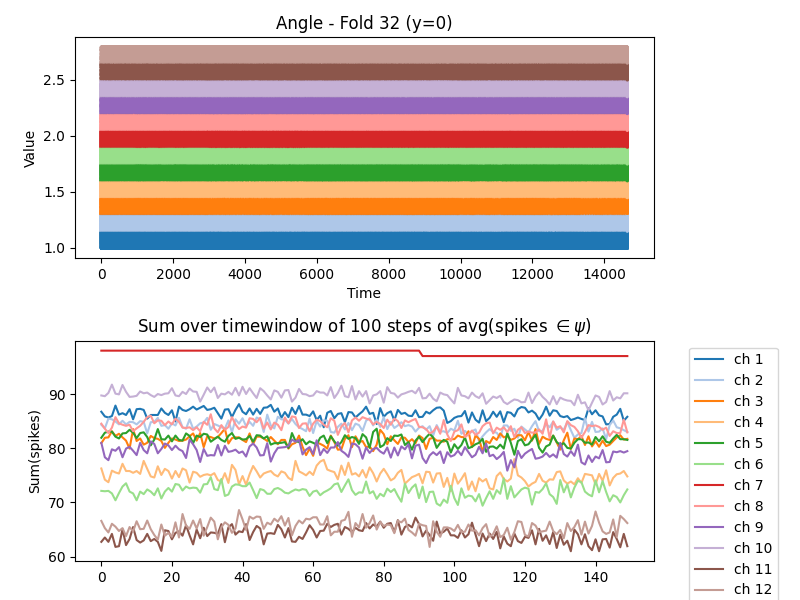 Angle - Fold 32 (y=0)
Value
2.5
2.0
1.5
1.0
0 2000 4000 6000 8000 10000 12000 14000
Time
Sum over timewindow of 100 steps of avg(spikes ∈ ψ)
Sum(spikes)
90
80
70
60
0 20 40 60 80 100 120 140
ch 1
ch 2
ch 3
ch 4
ch 5
ch 6
ch 7
ch 8
ch 9
ch 10
ch 11
ch 12